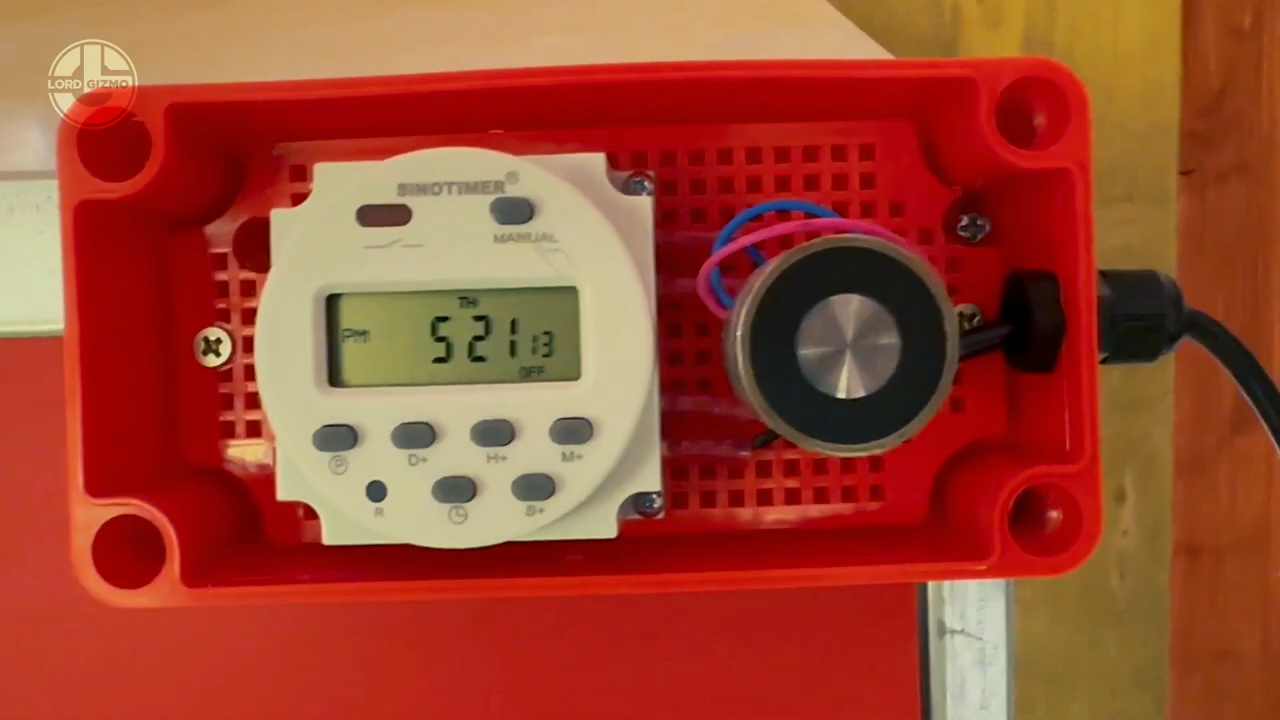 LORD GIZMO
SINOTIMER®
MANUAL
TH
PM 5 21 13
OFF
P D+ H+ M+
R S+